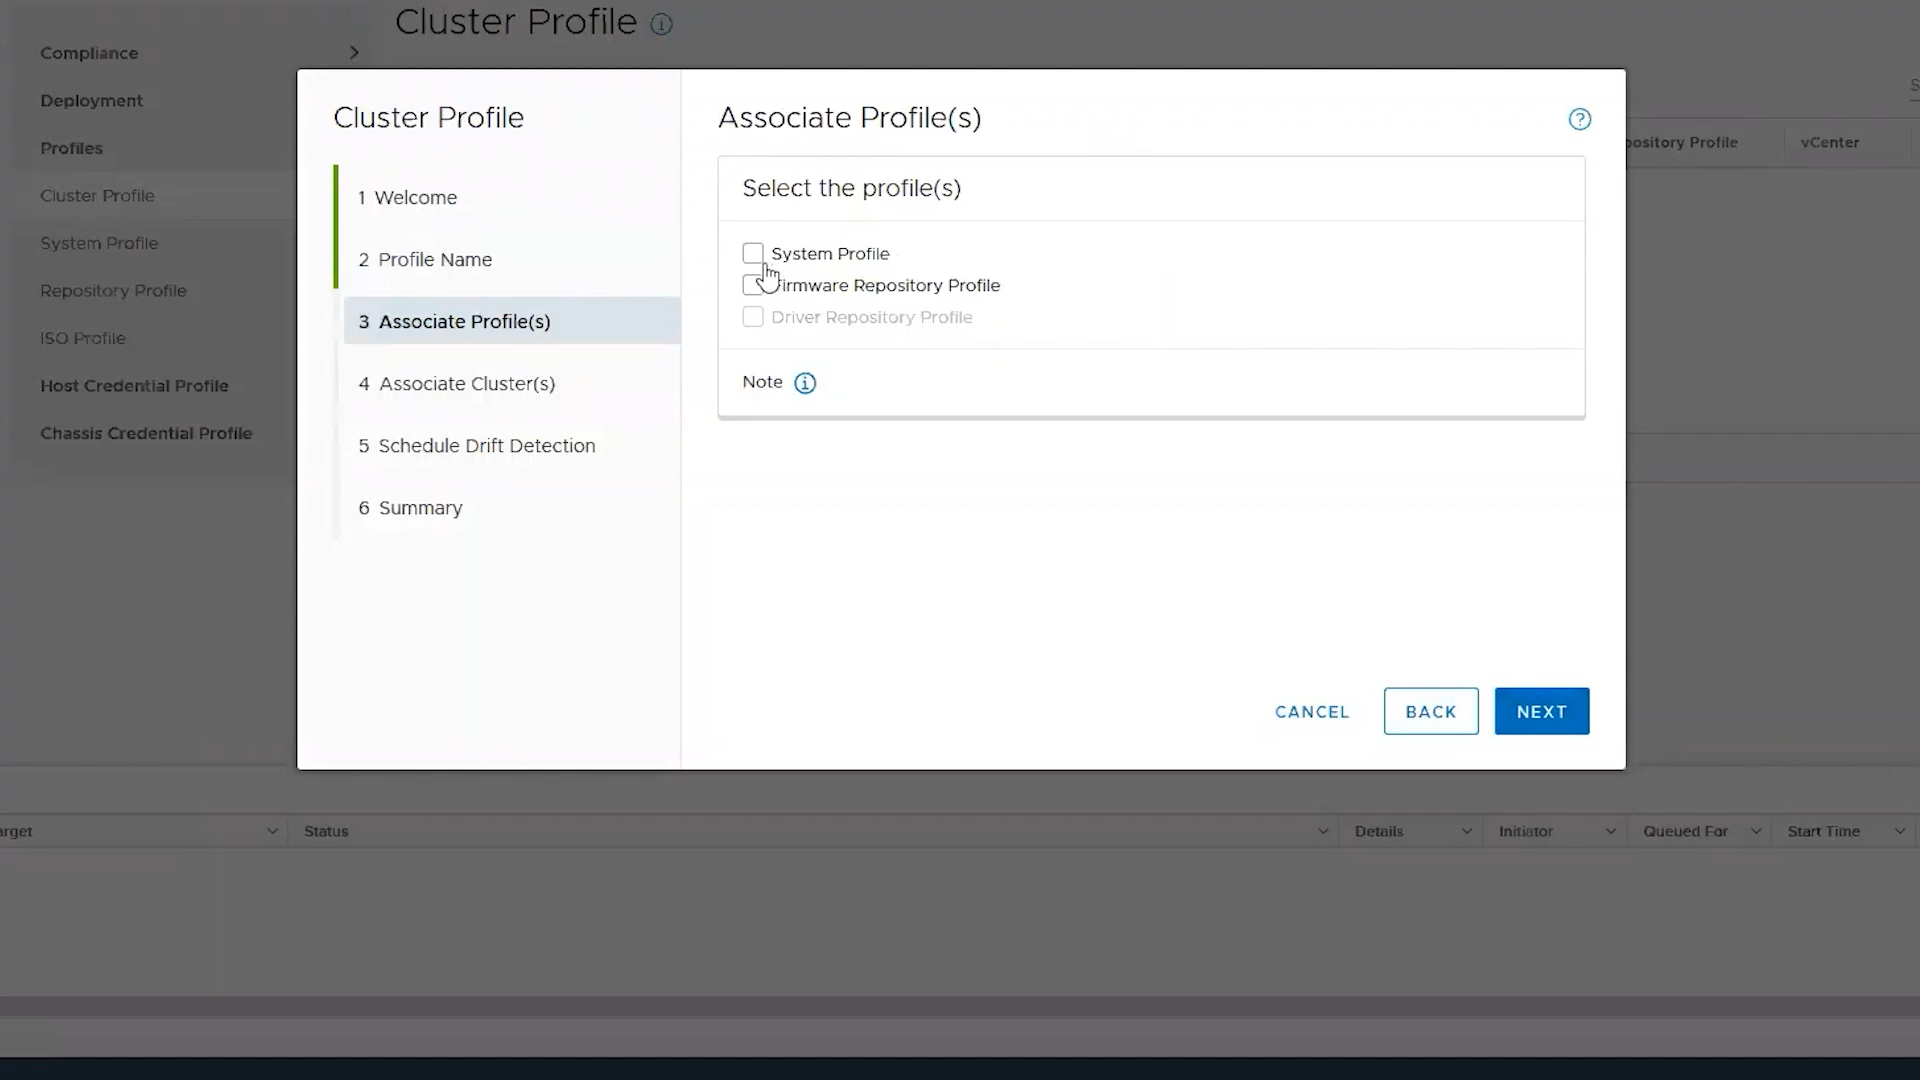 Cluster Profile
Compliance
Deployment
Profiles
Cluster Profile
System Profile
Repository Profile
ISO Profile
Host Credential Profile
Chassis Credential Profile
Cluster Profile
1 Welcome
2 Profile Name
3 Associate Profile(s)
4 Associate Cluster(s)
5 Schedule Drift Detection
6 Summary
Associate Profile(s)
Select the profile(s)
System Profile
Firmware Repository Profile
Driver Repository Profile
Note
CANCEL BACK NEXT
pository Profile vCenter
arget Status Details Initiator Queued For Start Time